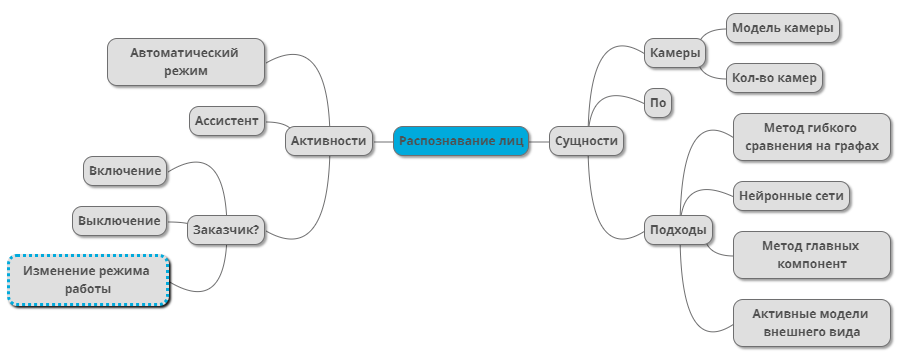 Автоматический
режим
Ассистент
Активности
Включение
Выключение
Заказчик?
Изменение режима
работы
Распознавание лиц
Сущности
Камеры
Модель камеры
Кол-во камер
По
Подходы
Метод гибкого
сравнения на графах
Нейронные сети
Метод главных
компонент
Активные модели
внешнего вида